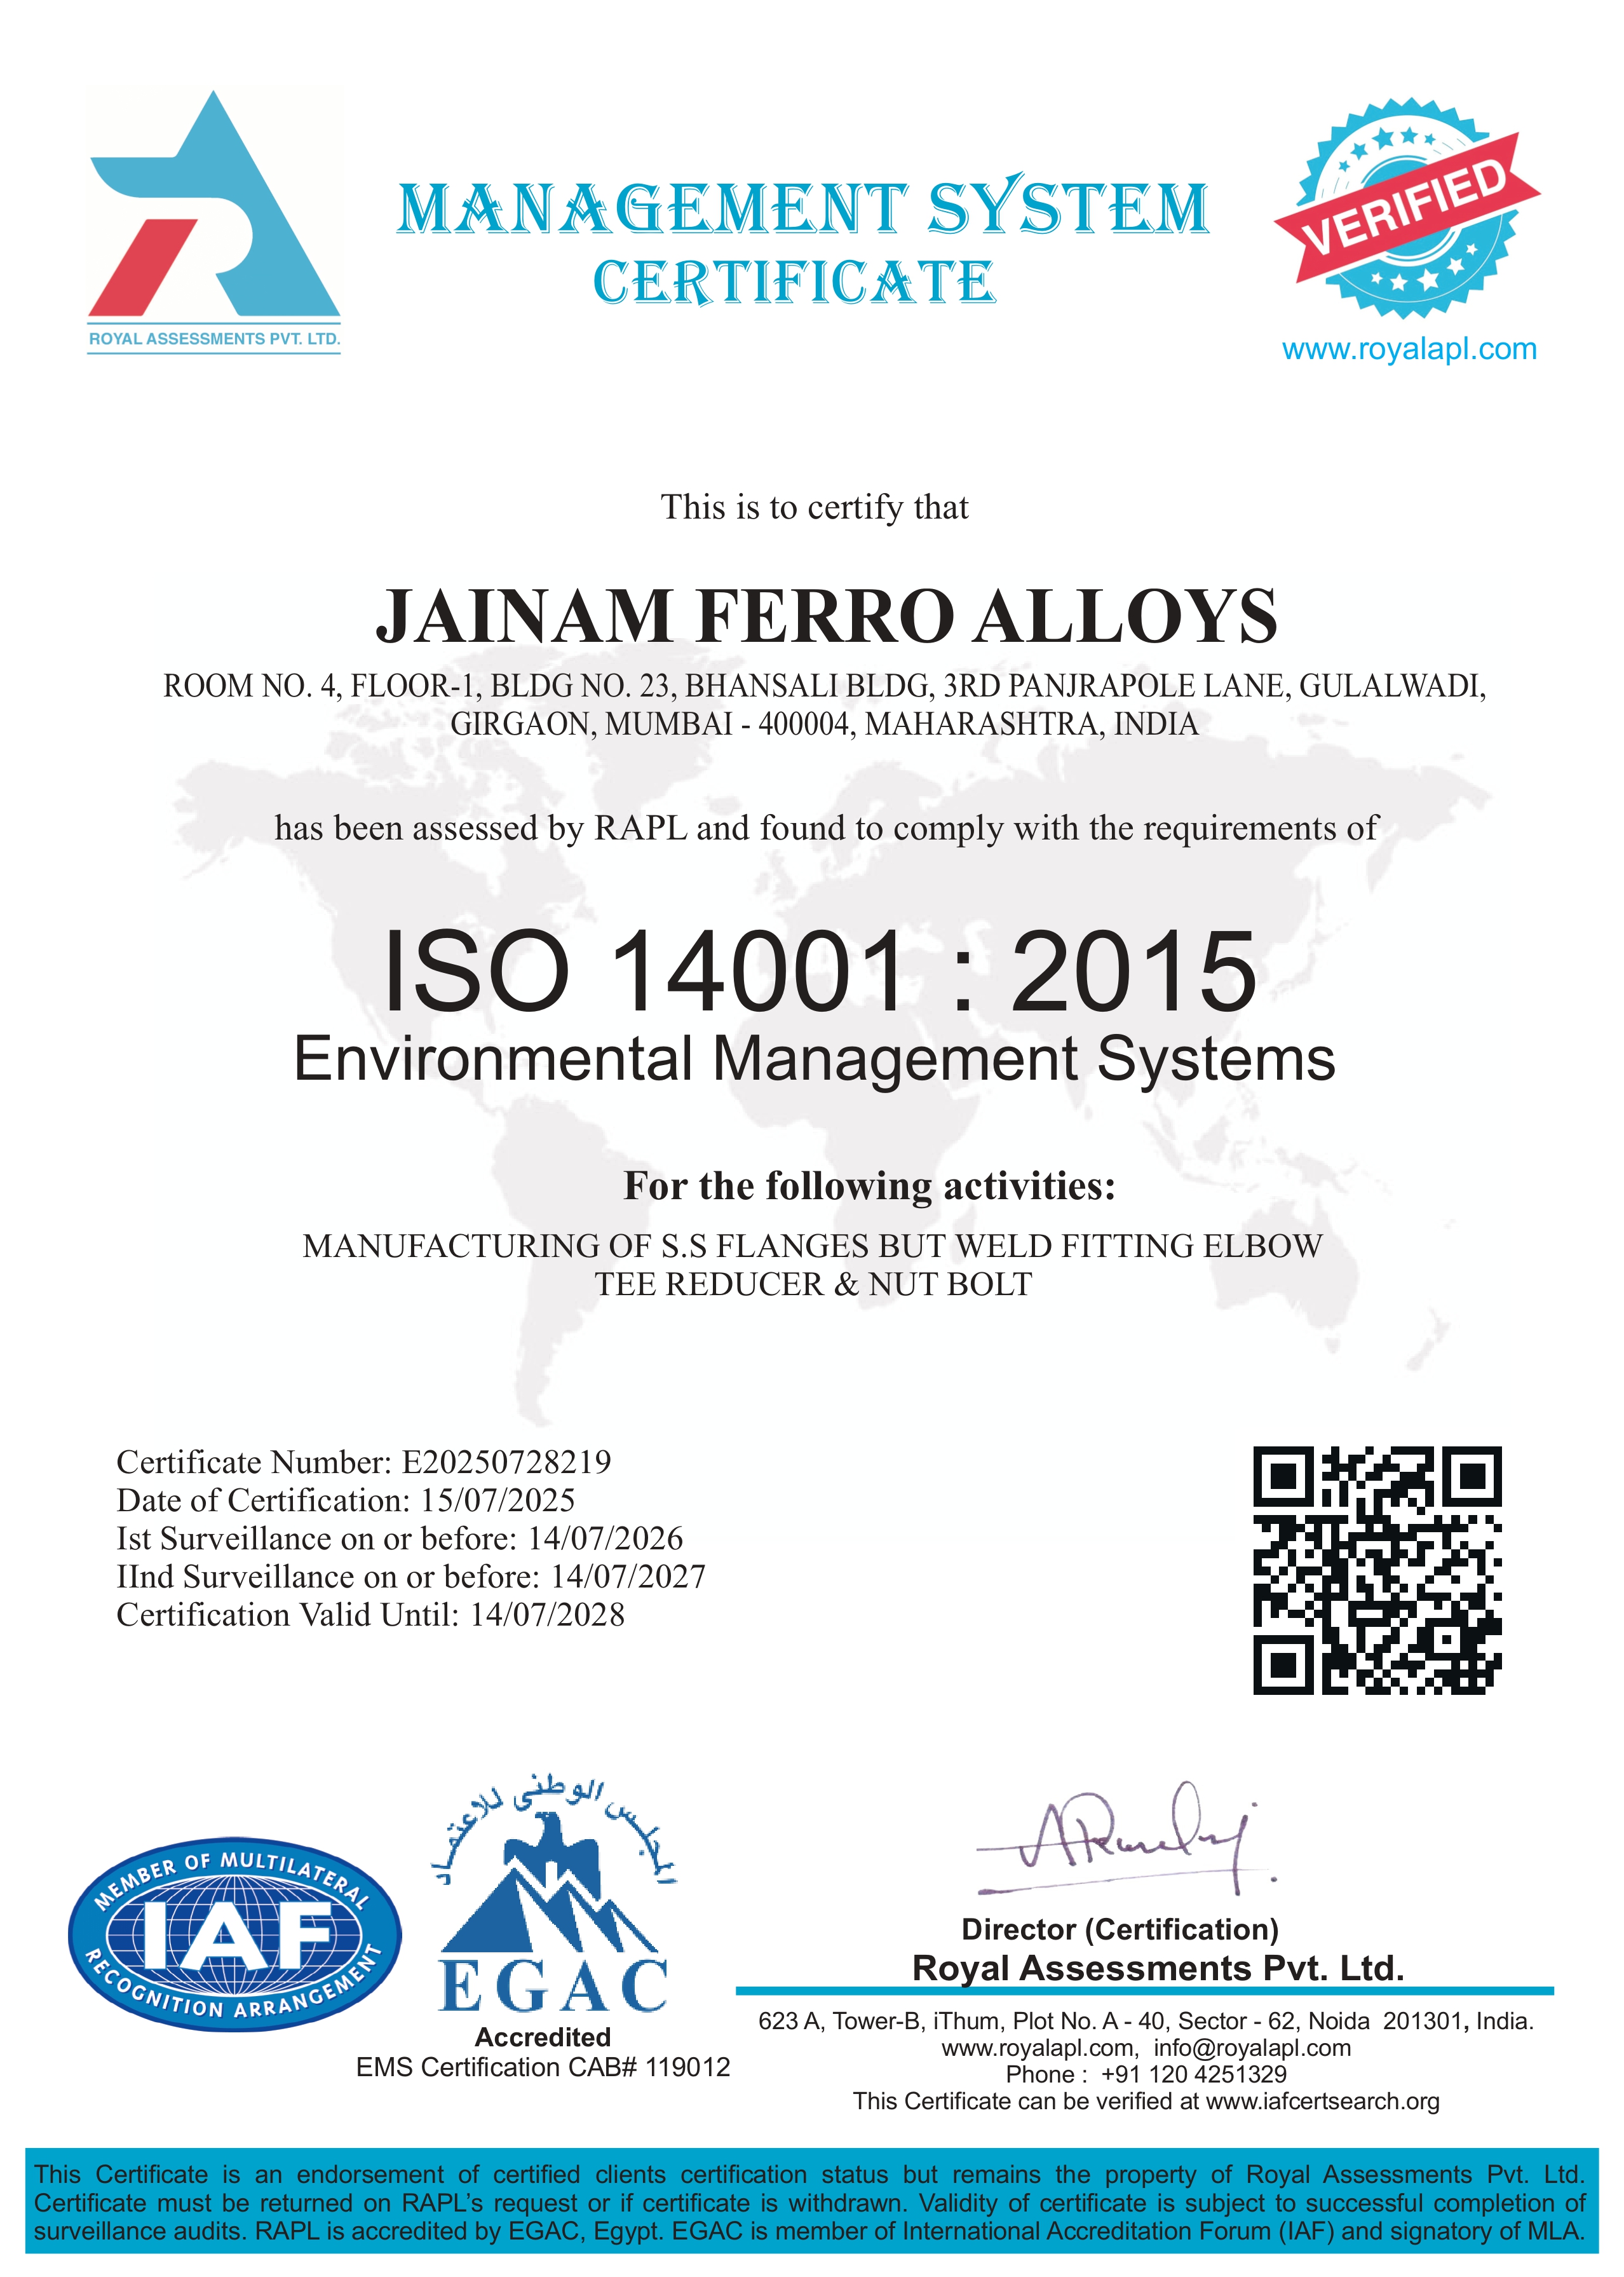 ROYAL ASSESSMENTS PVT. LTD.
MANAGEMENT SYSTEM
CERTIFICATE
VERIFIED
www.royalapl.com
This is to certify that
JAINAM FERRO ALLOYS
ROOM NO. 4, FLOOR-1, BLDG NO. 23, BHANSALI BLDG, 3RD PANJRAPOLE LANE, GULALWADI,
GIRGAON, MUMBAI - 400004, MAHARASHTRA, INDIA
has been assessed by RAPL and found to comply with the requirements of
ISO 14001 : 2015
Environmental Management Systems
For the following activities:
MANUFACTURING OF S.S FLANGES BUT WELD FITTING ELBOW
TEE REDUCER & NUT BOLT
Certificate Number: E20250728219
Date of Certification: 15/07/2025
Ist Surveillance on or before: 14/07/2026
IInd Surveillance on or before: 14/07/2027
Certification Valid Until: 14/07/2028
MEMBER OF MULTILATERAL
IAF
RECOGNITION ARRANGEMENT
المجلس الوطنى للاعتماد
EGAC
Accredited
EMS Certification CAB# 119012
Director (Certification)
Royal Assessments Pvt. Ltd.
623 A, Tower-B, iThum, Plot No. A - 40, Sector - 62, Noida 201301, India.
www.royalapl.com, info@royalapl.com
Phone : +91 120 4251329
This Certificate can be verified at www.iafcertsearch.org
This Certificate is an endorsement of certified clients certification status but remains the property of Royal Assessments Pvt. Ltd.
Certificate must be returned on RAPL's request or if certificate is withdrawn. Validity of certificate is subject to successful completion of
surveillance audits. RAPL is accredited by EGAC, Egypt. EGAC is member of International Accreditation Forum (IAF) and signatory of MLA.